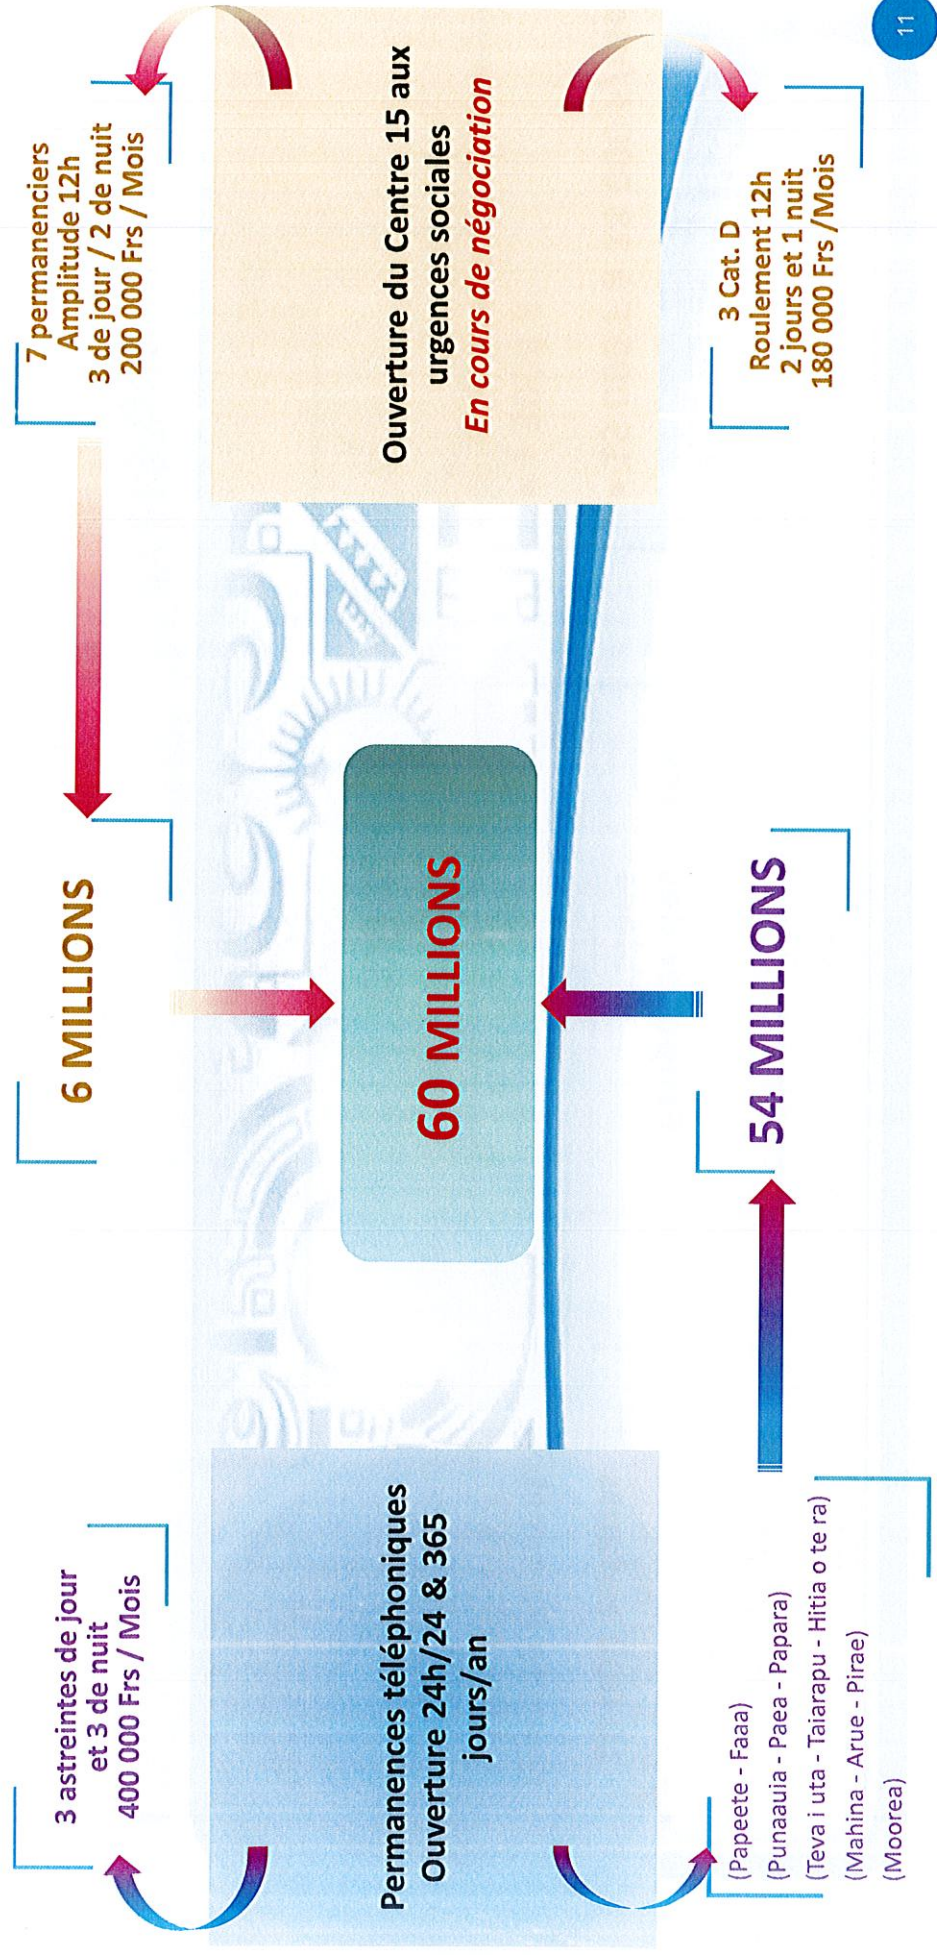 3 astreintes de jour
et 3 de nuit
400 000 Frs / Mois
6 MILLIONS
7 permanenciers
Amplitude 12h
3 de jour / 2 de nuit
200 000 Frs / Mois
Permanences téléphoniques
Ouverture 24h/24 & 365
jours/an
60 MILLIONS
Ouverture du Centre 15 aux
urgences sociales
En cours de négociation
(Papeete - Faaa)
(Punaauia - Paea - Papara)
(Teva i uta - Taiarapu - Hitia o te ra)
(Mahina - Arue - Pirae)
(Moorea)
54 MILLIONS
3 Cat. D
Roulement 12h
2 jours et 1 nuit
180 000 Frs /Mois
11